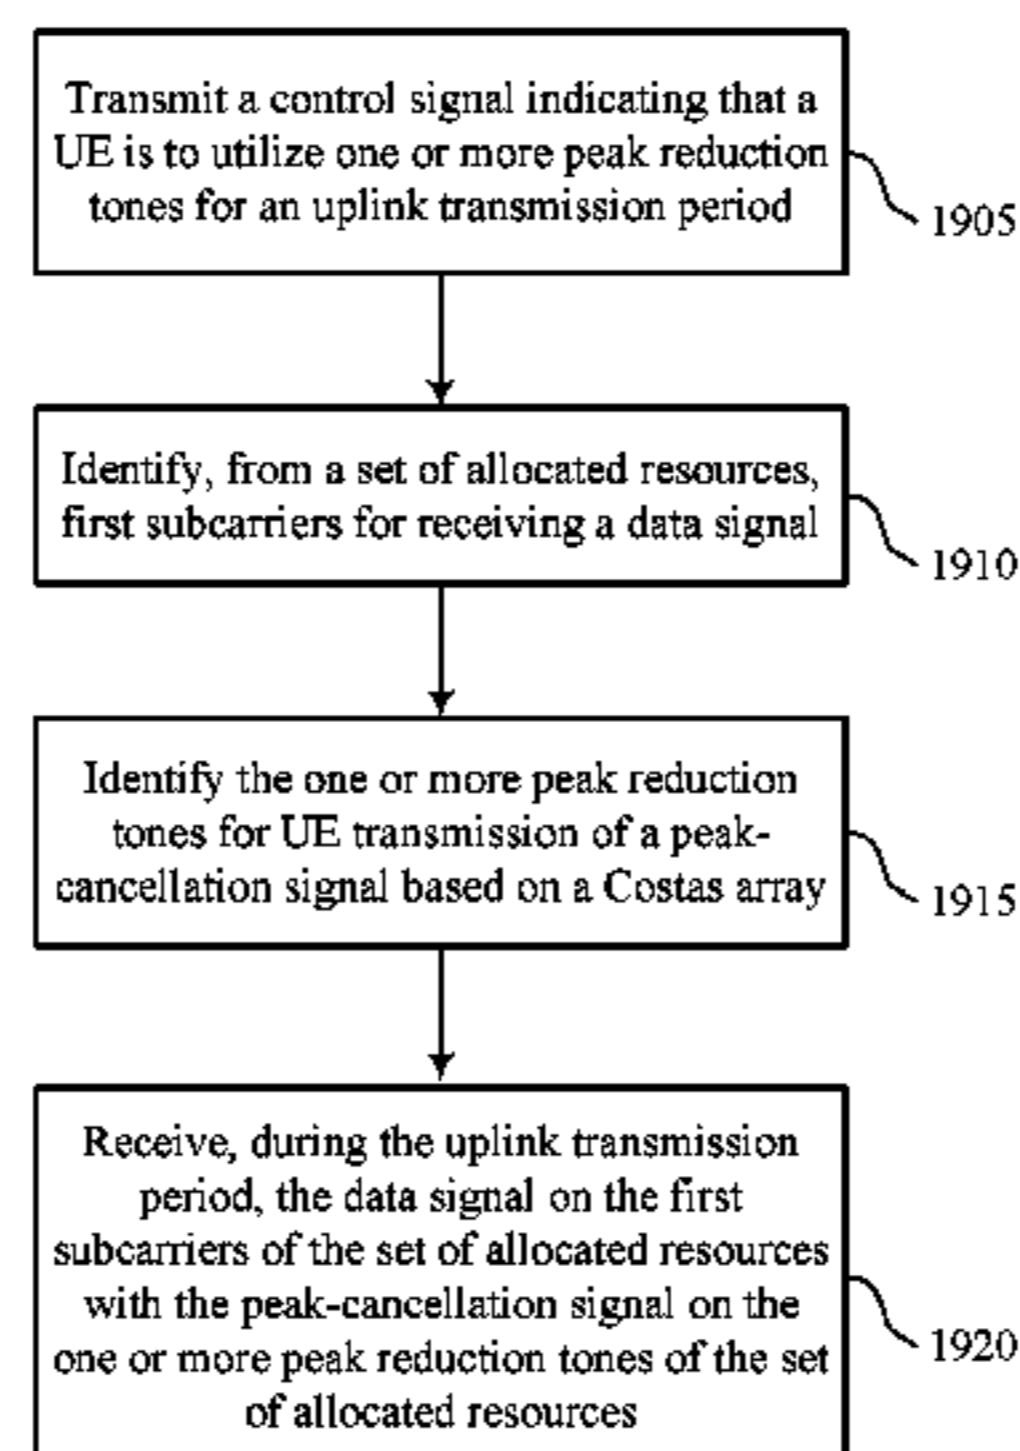 Transmit a control signal indicating that a
UE is to utilize one or more peak reduction
tones for an uplink transmission period
1905
Identify, from a set of allocated resources,
first subcarriers for receiving a data signal
1910
Identify the one or more peak reduction
tones for UE transmission of a peak-
cancellation signal based on a Costas array
1915
Receive, during the uplink transmission
period, the data signal on the first
subcarriers of the set of allocated resources
with the peak-cancellation signal on the
one or more peak reduction tones of the set
of allocated resources
1920